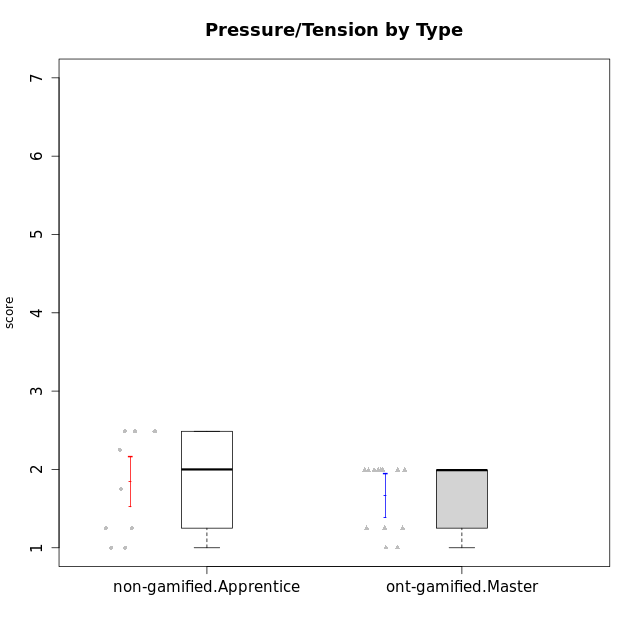 Pressure/Tension by Type
score
7
6
5
4
3
2
1
non-gamified.Apprentice
ont-gamified.Master